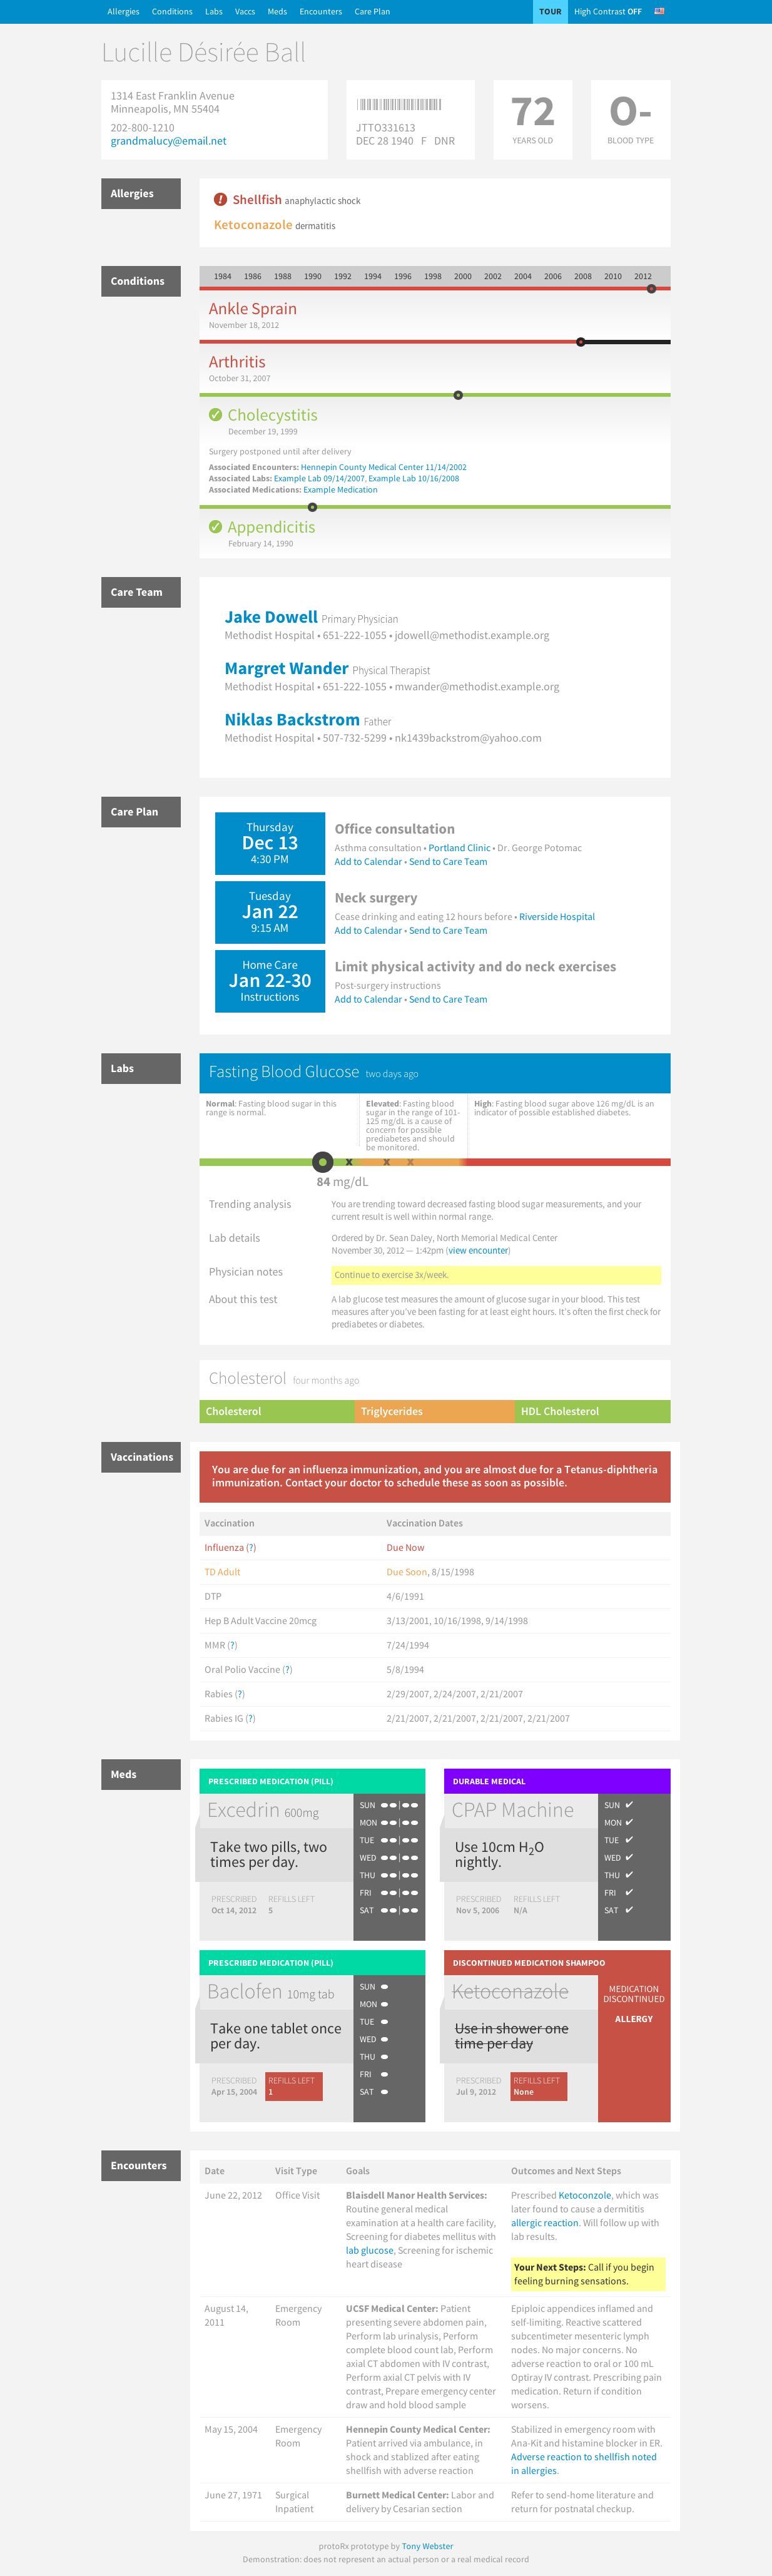 Allergies Conditions Labs Vaccs Meds Encounters Care Plan TOUR High Contrast OFF
Lucille Désirée Ball
1314 East Franklin Avenue
Minneapolis, MN 55404
202-800-1210
grandmalucy@email.net
JTTO331613
DEC 28 1940 F DNR
72
YEARS OLD
O-
BLOOD TYPE
Allergies
Shellfish anaphylactic shock
Ketoconazole dermatitis
Conditions
1984 1986 1988 1990 1992 1994 1996 1998 2000 2002 2004 2006 2008 2010 2012
Ankle Sprain
November 18, 2012
Arthritis
October 31, 2007
Cholecystitis
December 19, 1999
Surgery postponed until after delivery
Associated Encounters: Hennepin County Medical Center 11/14/2002
Associated Labs: Example Lab 09/14/2007, Example Lab 10/16/2008
Associated Medications: Example Medication
Appendicitis
February 14, 1990
Care Team
Jake Dowell Primary Physician
Methodist Hospital • 651-222-1055 • jdowell@methodist.example.org
Margret Wander Physical Therapist
Methodist Hospital • 651-222-1055 • mwander@methodist.example.org
Niklas Backstrom Father
Methodist Hospital • 507-732-5299 • nk1439backstrom@yahoo.com
Care Plan
Thursday
Dec 13
4:30 PM
Office consultation
Asthma consultation • Portland Clinic • Dr. George Potomac
Add to Calendar • Send to Care Team
Tuesday
Jan 22
9:15 AM
Neck surgery
Cease drinking and eating 12 hours before • Riverside Hospital
Add to Calendar • Send to Care Team
Home Care
Jan 22-30
Instructions
Limit physical activity and do neck exercises
Post-surgery instructions
Add to Calendar • Send to Care Team
Labs
Fasting Blood Glucose two days ago
Normal: Fasting blood sugar in this
range is normal.
Elevated: Fasting blood
sugar in the range of 101-
125 mg/dL is a cause of
concern for possible
prediabetes and should
be monitored.
High: Fasting blood sugar above 126 mg/dL is an
indicator of possible established diabetes.
x x x
84 mg/dL
Trending analysis
You are trending toward decreased fasting blood sugar measurements, and your
current result is well within normal range.
Lab details
Ordered by Dr. Sean Daley, North Memorial Medical Center
November 30, 2012 — 1:42pm (view encounter)
Physician notes
Continue to exercise 3x/week.
About this test
A lab glucose test measures the amount of glucose sugar in your blood. This test
measures after you've been fasting for at least eight hours. It's often the first check for
prediabetes or diabetes.
Cholesterol four months ago
Cholesterol Triglycerides HDL Cholesterol
Vaccinations
You are due for an influenza immunization, and you are almost due for a Tetanus-diphtheria
immunization. Contact your doctor to schedule these as soon as possible.
Vaccination Vaccination Dates
Influenza (?) Due Now
TD Adult Due Soon, 8/15/1998
DTP 4/6/1991
Hep B Adult Vaccine 20mcg 3/13/2001, 10/16/1998, 9/14/1998
MMR (?) 7/24/1994
Oral Polio Vaccine (?) 5/8/1994
Rabies (?) 2/29/2007, 2/24/2007, 2/21/2007
Rabies IG (?) 2/21/2007, 2/21/2007, 2/21/2007, 2/21/2007
Meds
PRESCRIBED MEDICATION (PILL)
Excedrin 600mg
Take two pills, two
times per day.
PRESCRIBED REFILLS LEFT
Oct 14, 2012 5
SUN
MON
TUE
WED
THU
FRI
SAT
DURABLE MEDICAL
CPAP Machine
Use 10cm H2O
nightly.
PRESCRIBED REFILLS LEFT
Nov 5, 2006 N/A
SUN ✓
MON ✓
TUE ✓
WED ✓
THU ✓
FRI ✓
SAT ✓
PRESCRIBED MEDICATION (PILL)
Baclofen 10mg tab
Take one tablet once
per day.
PRESCRIBED REFILLS LEFT
Apr 15, 2004 1
SUN
MON
TUE
WED
THU
FRI
SAT
DISCONTINUED MEDICATION SHAMPOO
Ketoconazole
Use in shower one
time per day
PRESCRIBED REFILLS LEFT
Jul 9, 2012 None
MEDICATION
DISCONTINUED
ALLERGY
Encounters
Date Visit Type Goals Outcomes and Next Steps
June 22, 2012 Office Visit
Blaisdell Manor Health Services:
Routine general medical
examination at a health care facility,
Screening for diabetes mellitus with
lab glucose, Screening for ischemic
heart disease
Prescribed Ketoconzole, which was
later found to cause a dermititis
allergic reaction. Will follow up with
lab results.
Your Next Steps: Call if you begin
feeling burning sensations.
August 14,
2011
Emergency
Room
UCSF Medical Center: Patient
presenting severe abdomen pain,
Perform lab urinalysis, Perform
complete blood count lab, Perform
axial CT abdomen with IV contrast,
Perform axial CT pelvis with IV
contrast, Prepare emergency center
draw and hold blood sample
Epiploic appendices inflamed and
self-limiting. Reactive scattered
subcentimeter mesenteric lymph
nodes. No major concerns. No
adverse reaction to oral or 100 mL
Optiray IV contrast. Prescribing pain
medication. Return if condition
worsens.
May 15, 2004
Emergency
Room
Hennepin County Medical Center:
Patient arrived via ambulance, in
shock and stablized after eating
shellfish with adverse reaction
Stabilized in emergency room with
Ana-Kit and histamine blocker in ER.
Adverse reaction to shellfish noted
in allergies.
June 27, 1971
Surgical
Inpatient
Burnett Medical Center: Labor and
delivery by Cesarian section
Refer to send-home literature and
return for postnatal checkup.
protoRx prototype by Tony Webster
Demonstration: does not represent an actual person or a real medical record